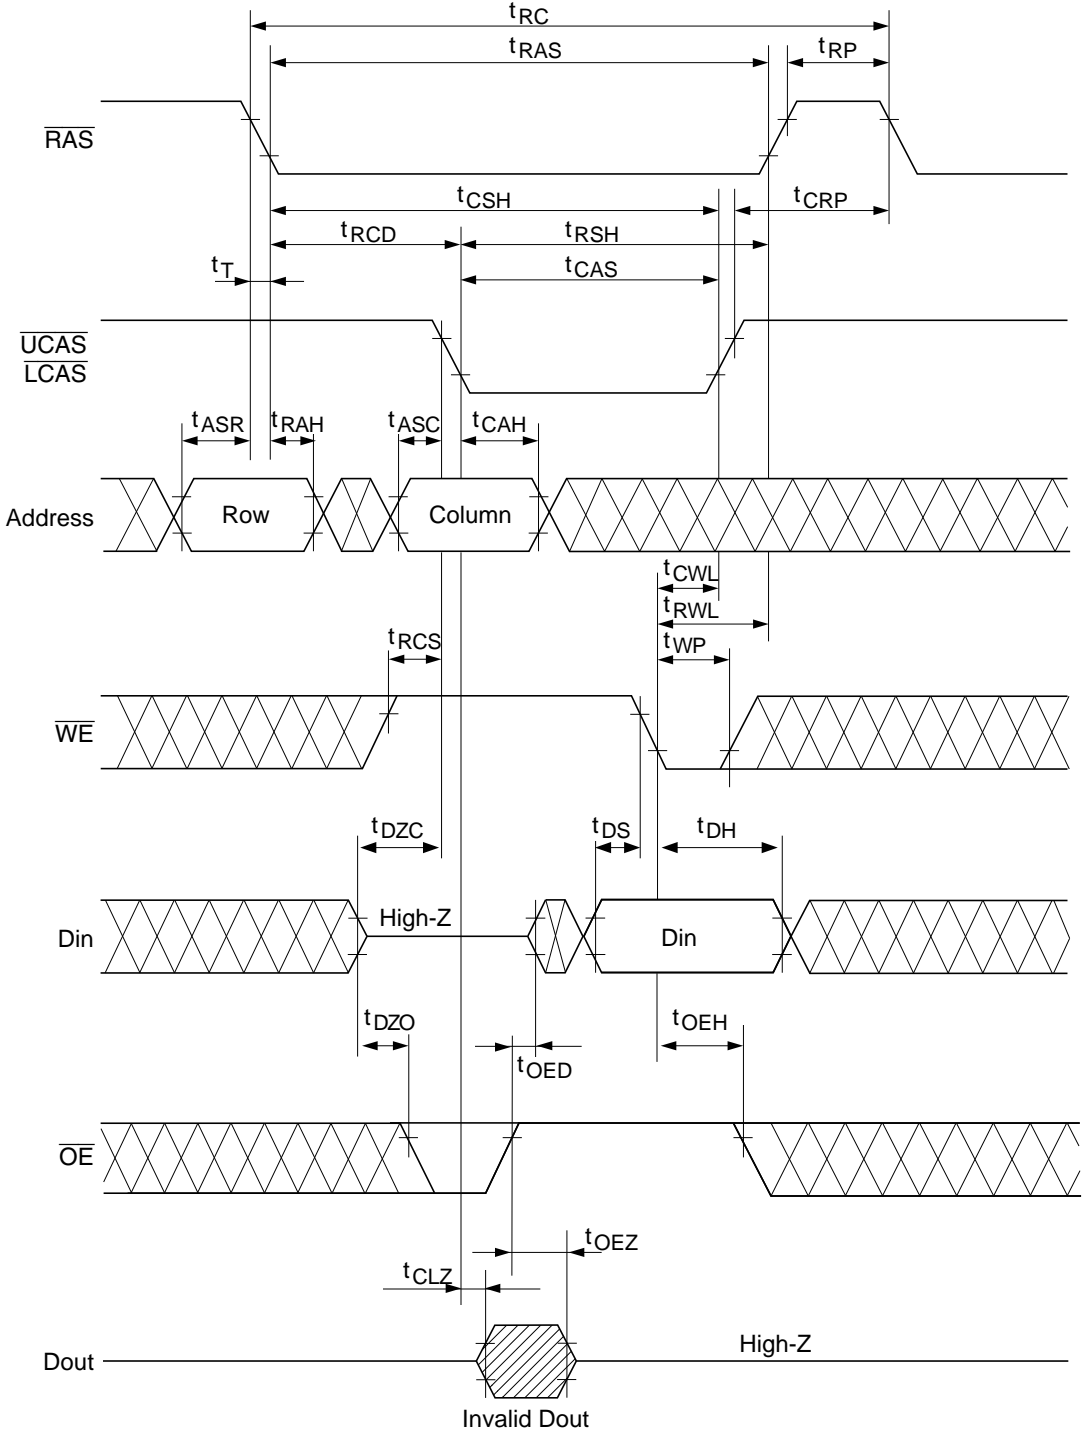 tRC
tRAS
tRP
RAS
tCSH
tCRP
tRCD
tRSH
tT
tCAS
UCAS
LCAS
tASR
tRAH
tASC
tCAH
Address
Row
Column
tCWL
tRWL
tRCS
tWP
WE
tDZC
tDS
tDH
High-Z
Din
Din
tDZO
tOEH
tOED
OE
tOEZ
tCLZ
High-Z
Dout
Invalid Dout